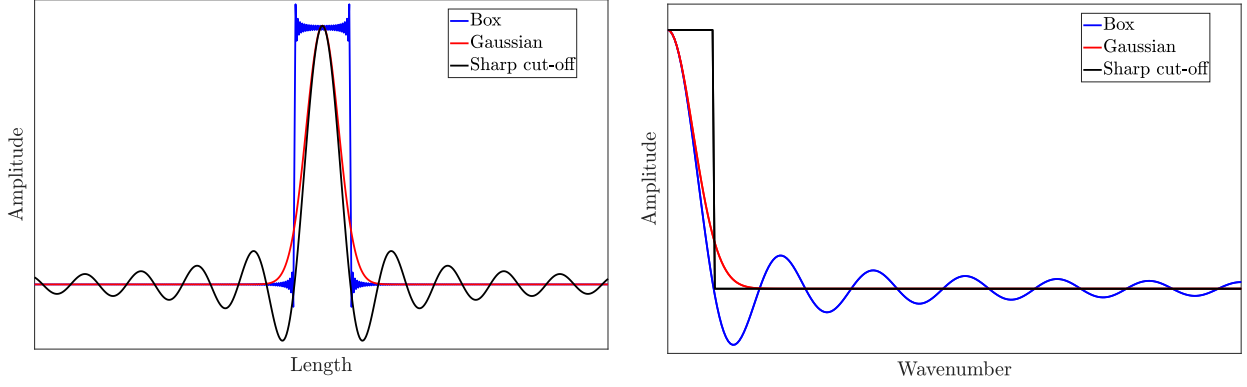 Box
Gaussian
Sharp cut-off
Amplitude
Length
Box
Gaussian
Sharp cut-off
Amplitude
Wavenumber